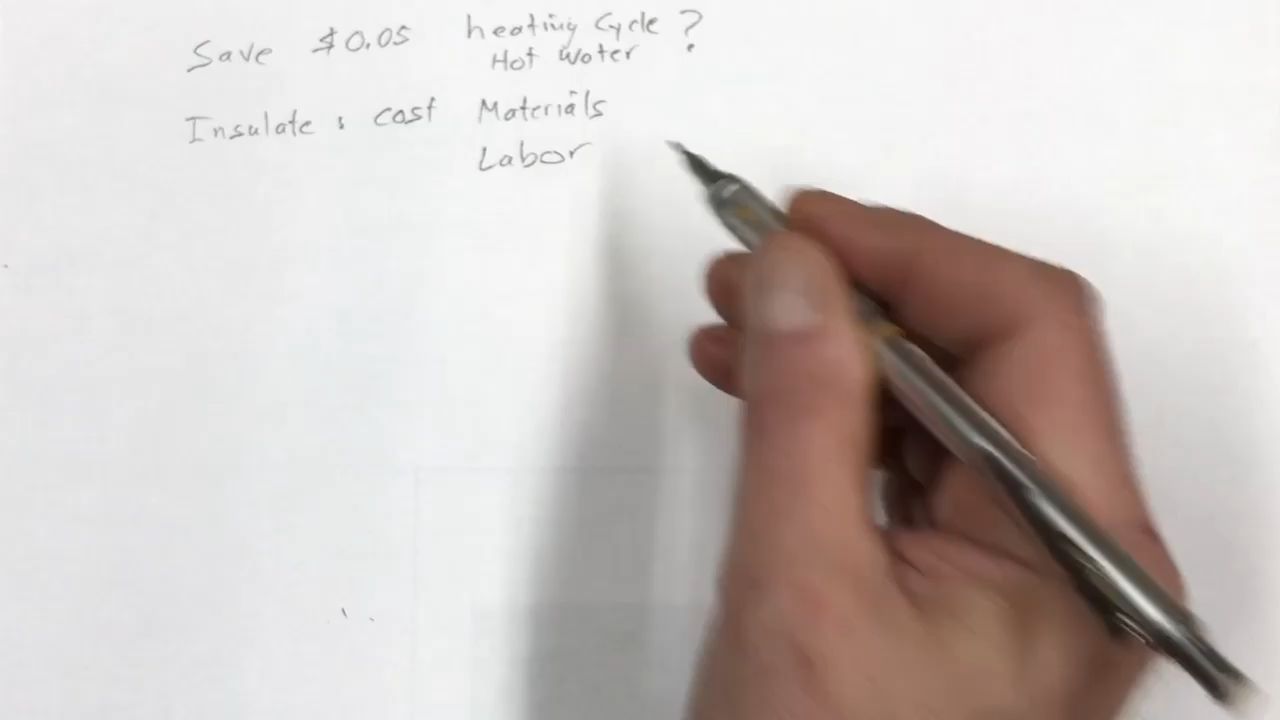 Save $0.05 heating Cycle ?
Hot Water
Insulate : cost Materials
Labor